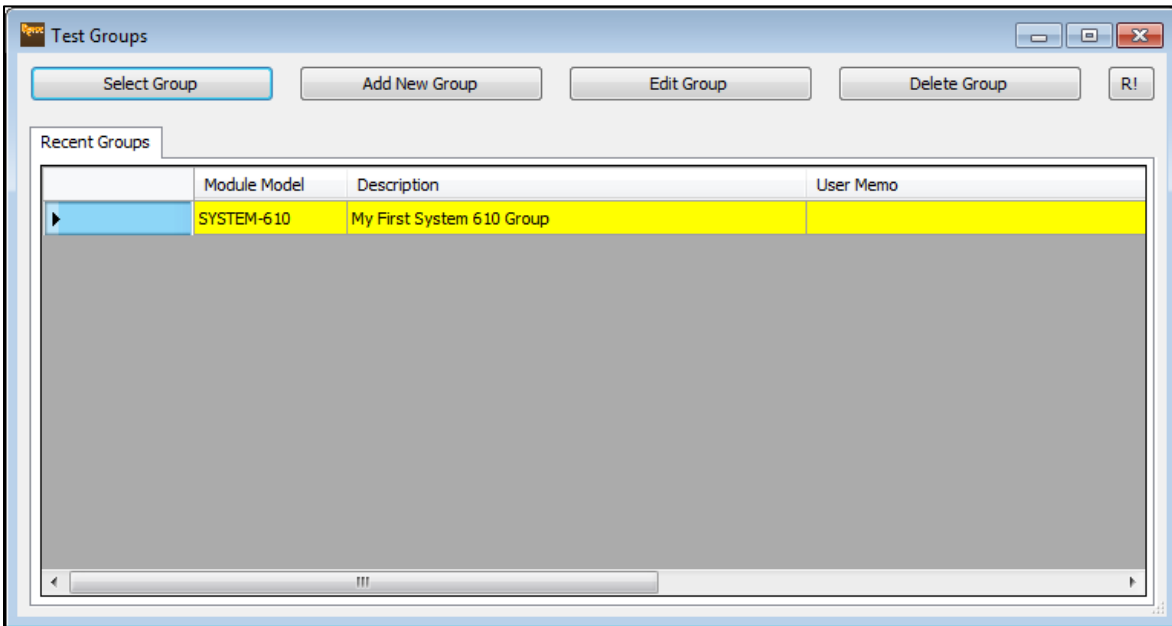 Test Groups
Select Group Add New Group Edit Group Delete Group R!
Recent Groups
Module Model Description User Memo
SYSTEM-610 My First System 610 Group